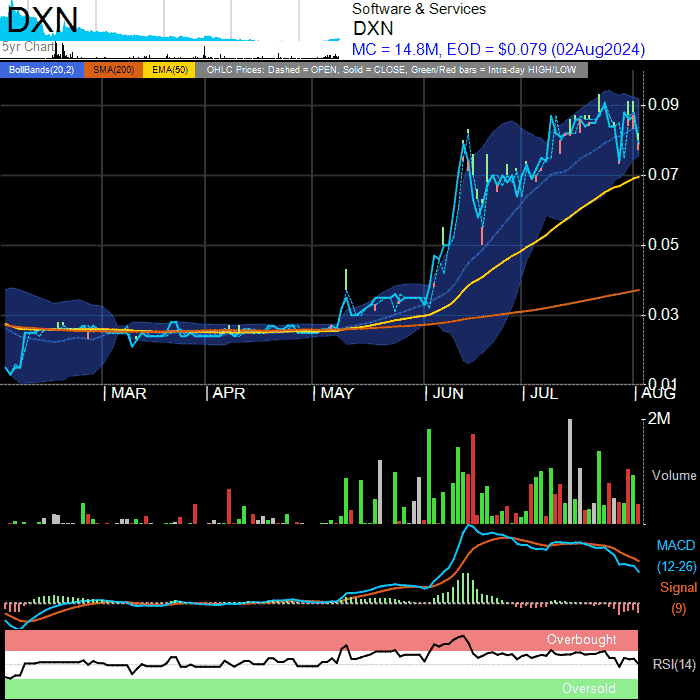 DXN
5yr Chart
Software & Services
DXN
MC = 14.8M, EOD = $0.079 (02Aug2024)
BollBands(20,2) SMA(200) EMA(50) OHLC Prices: Dashed = OPEN, Solid = CLOSE, Green/Red bars = Intra-day HIGH/LOW
0.09
0.07
0.05
0.03
0.01
MAR APR MAY JUN JUL AUG
2M
Volume
MACD
(12-26)
Signal
(9)
Overbought
RSI(14)
Oversold